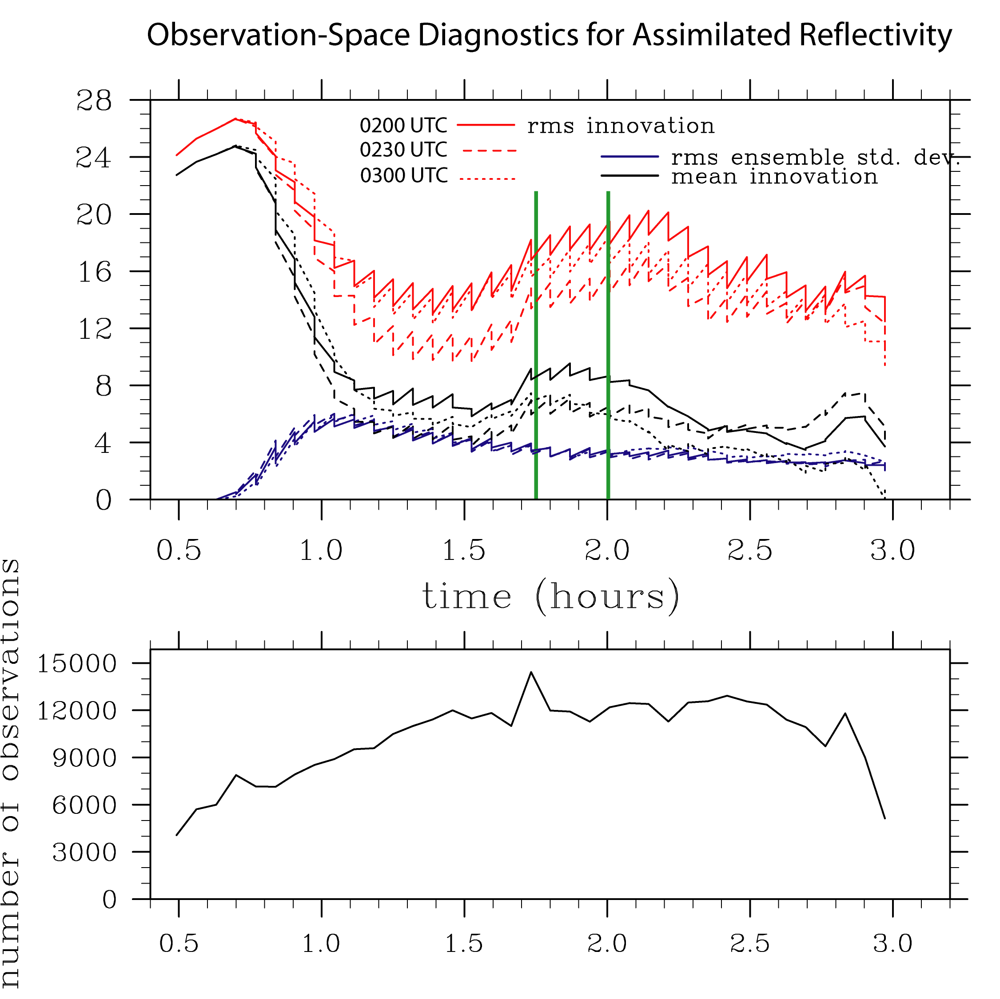 Observation-Space Diagnostics for Assimilated Reflectivity
28
24
20
16
12
8
4
0
0200 UTC rms innovation
0230 UTC
0300 UTC
rms ensemble std. dev.
mean innovation
0.5 1.0 1.5 2.0 2.5 3.0
time (hours)
number of observations
15000
12000
9000
6000
3000
0
0.5 1.0 1.5 2.0 2.5 3.0